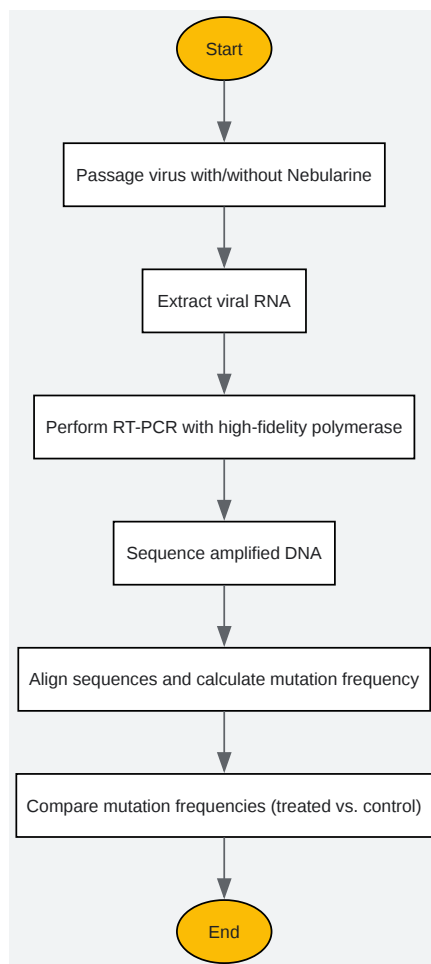 Start
Passage virus with/without Nebularine
Extract viral RNA
Perform RT-PCR with high-fidelity polymerase
Sequence amplified DNA
Align sequences and calculate mutation frequency
Compare mutation frequencies (treated vs. control)
End